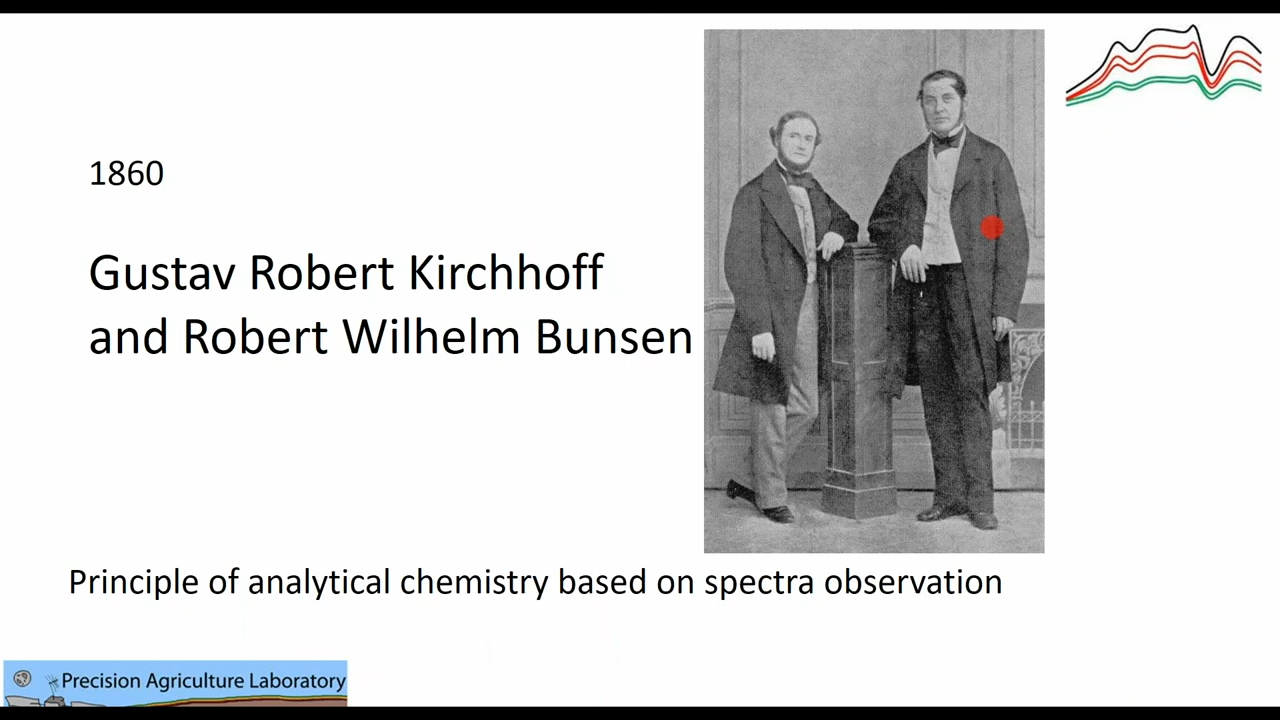 1860
Gustav Robert Kirchhoff
and Robert Wilhelm Bunsen
Principle of analytical chemistry based on spectra observation
Precision Agriculture Laboratory